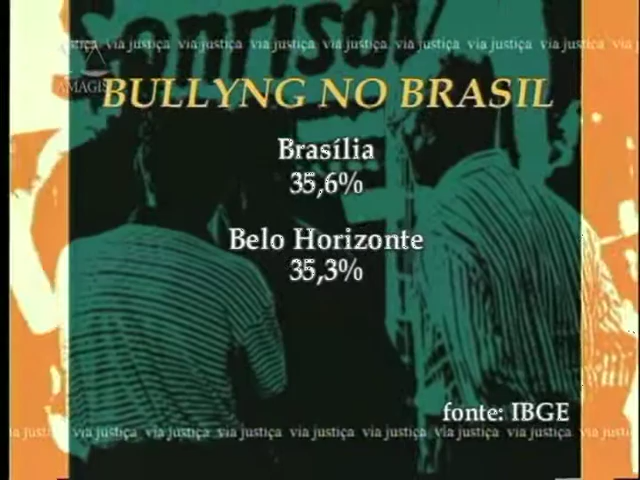 Sonrisal
via justiça via justiça via justiça via justiça via justiça via justiça via justiça
AMAGIS
BULLYNG NO BRASIL
Brasília
35,6%
Belo Horizonte
35,3%
fonte: IBGE
via justiça via justiça via justiça via justiça via justiça via justiça via justiça